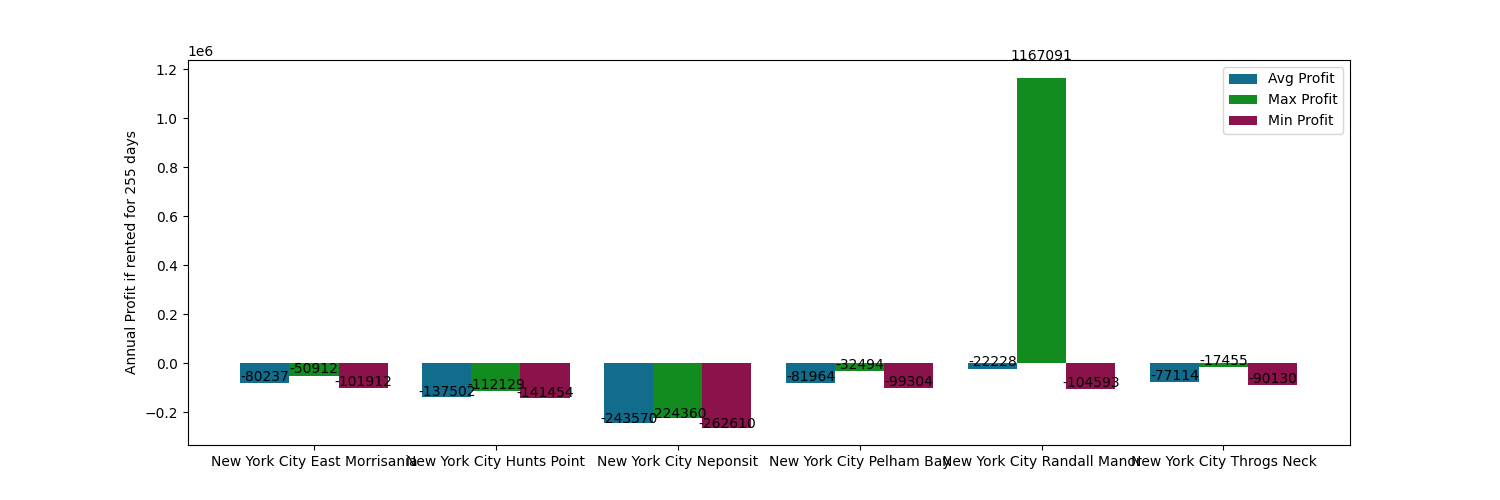 1e6
1.2
1.0
0.8
0.6
0.4
0.2
0.0
−0.2
Annual Profit if rented for 255 days
Avg Profit
Max Profit
Min Profit
-80237
-50912
-101912
-137502
-112129
-141454
-243570
-224360
-262610
-81964
-32494
-99304
-22228
1167091
-104593
-77114
-17455
-90130
New York City East Morrisania
New York City Hunts Point
New York City Neponsit
New York City Pelham Bay
New York City Randall Manor
New York City Throgs Neck